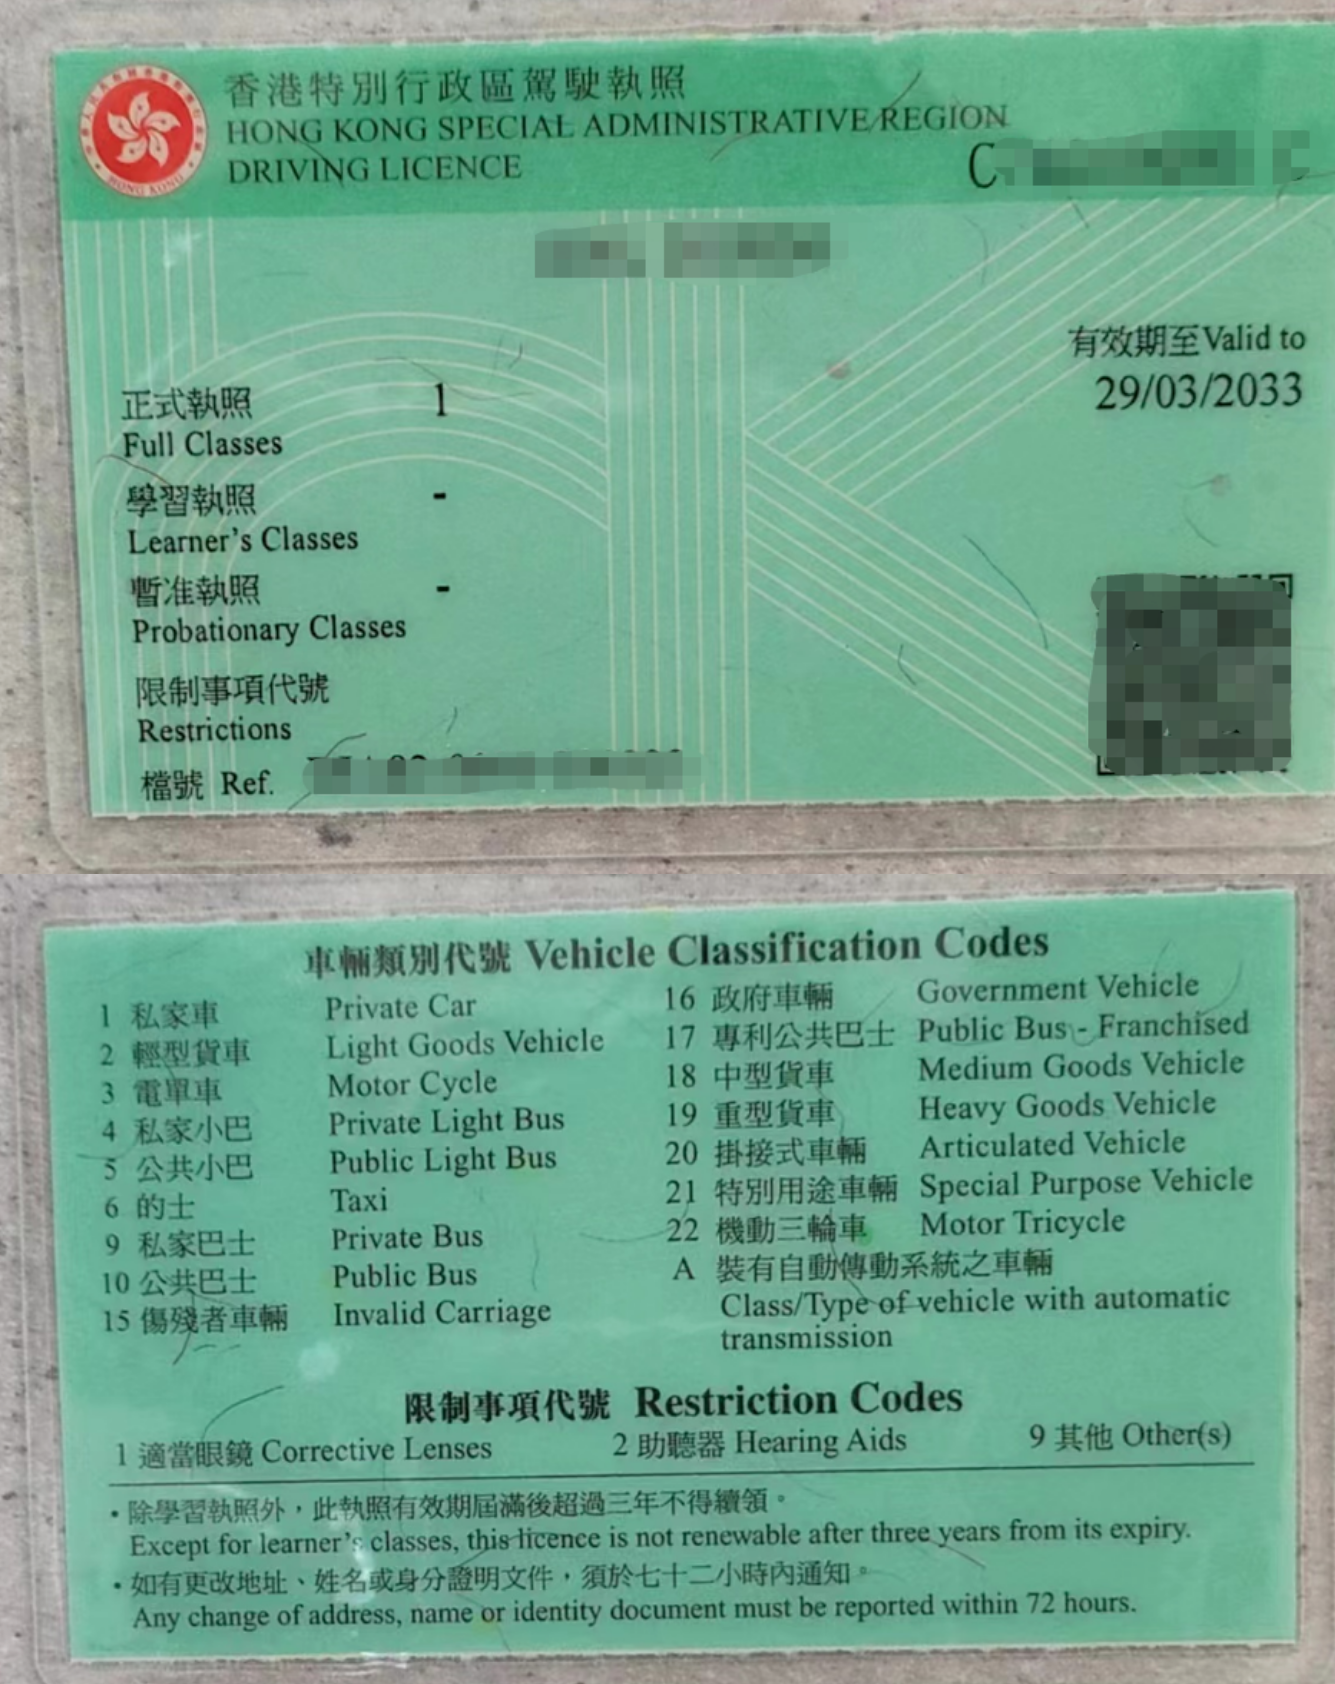 香港特別行政區駕駛執照
HONG KONG SPECIAL ADMINISTRATIVE REGION
DRIVING LICENCE
C
HONG KONG
有效期至Valid to
29/03/2033
正式執照 1
Full Classes
學習執照 -
Learner's Classes
暫准執照 -
Probationary Classes
限制事項代號
Restrictions
檔號 Ref.
車輛類別代號 Vehicle Classification Codes
1 私家車 Private Car
2 輕型貨車 Light Goods Vehicle
3 電單車 Motor Cycle
4 私家小巴 Private Light Bus
5 公共小巴 Public Light Bus
6 的士 Taxi
9 私家巴士 Private Bus
10 公共巴士 Public Bus
15 傷殘者車輛 Invalid Carriage
16 政府車輛 Government Vehicle
17 專利公共巴士 Public Bus - Franchised
18 中型貨車 Medium Goods Vehicle
19 重型貨車 Heavy Goods Vehicle
20 掛接式車輛 Articulated Vehicle
21 特別用途車輛 Special Purpose Vehicle
22 機動三輪車 Motor Tricycle
A 裝有自動傳動系統之車輛
Class/Type of vehicle with automatic
transmission
限制事項代號 Restriction Codes
1 適當眼鏡 Corrective Lenses 2 助聽器 Hearing Aids 9 其他 Other(s)
• 除學習執照外，此執照有效期屆滿後超過三年不得續領。
Except for learner's classes, this licence is not renewable after three years from its expiry.
• 如有更改地址、姓名或身分證明文件，須於七十二小時內通知。
Any change of address, name or identity document must be reported within 72 hours.